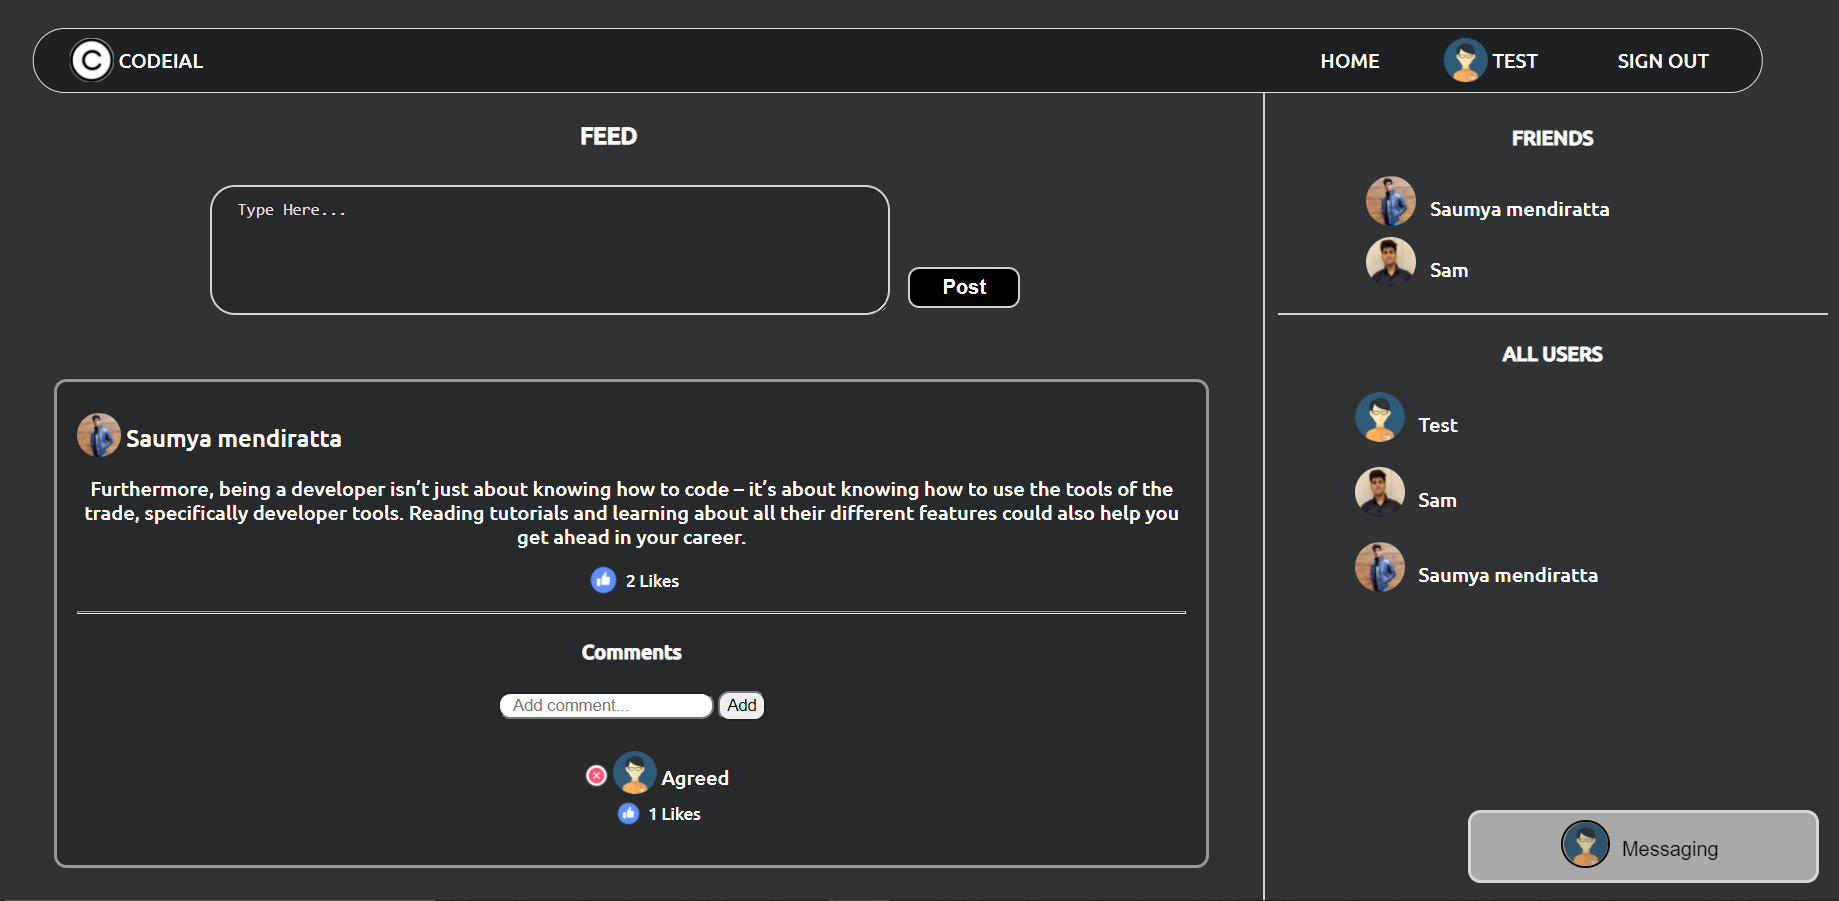 CODEIAL
HOME
TEST
SIGN OUT
FEED
Type Here...
Post
Saumya mendiratta
Furthermore, being a developer isn’t just about knowing how to code – it’s about knowing how to use the tools of the
trade, specifically developer tools. Reading tutorials and learning about all their different features could also help you
get ahead in your career.
2 Likes
Comments
Add comment...
Add
Agreed
1 Likes
FRIENDS
Saumya mendiratta
Sam
ALL USERS
Test
Sam
Saumya mendiratta
Messaging